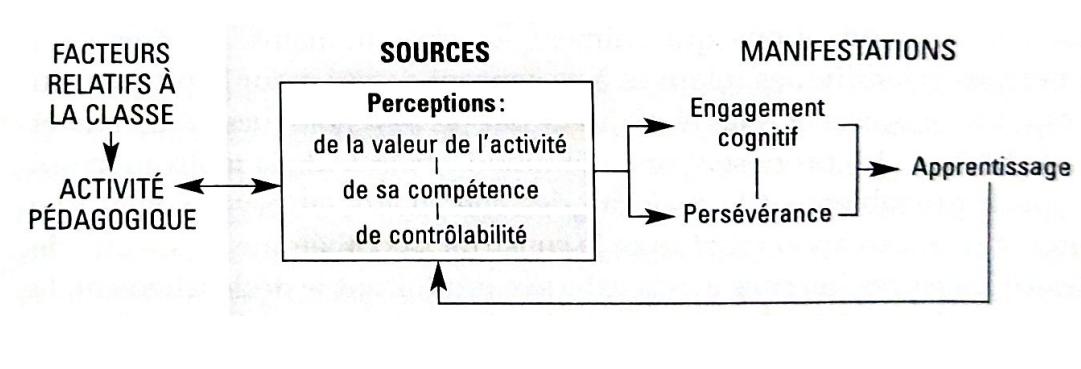 FACTEURS
RELATIFS À
LA CLASSE
ACTIVITÉ
PÉDAGOGIQUE
SOURCES
Perceptions :
de la valeur de l'activité
de sa compétence
de contrôlabilité
MANIFESTATIONS
Engagement
cognitif
Persévérance
Apprentissage